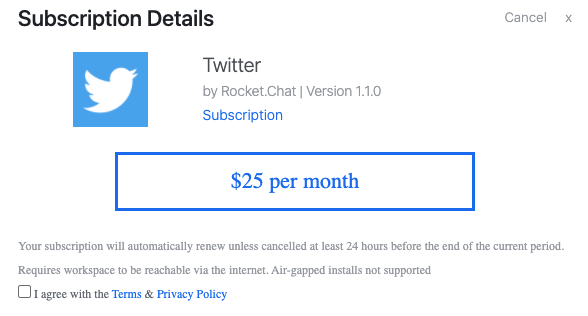 Subscription Details
Cancel x
Twitter
by Rocket.Chat | Version 1.1.0
Subscription
$25 per month
Your subscription will automatically renew unless cancelled at least 24 hours before the end of the current period.
Requires workspace to be reachable via the internet. Air-gapped installs not supported
I agree with the Terms & Privacy Policy